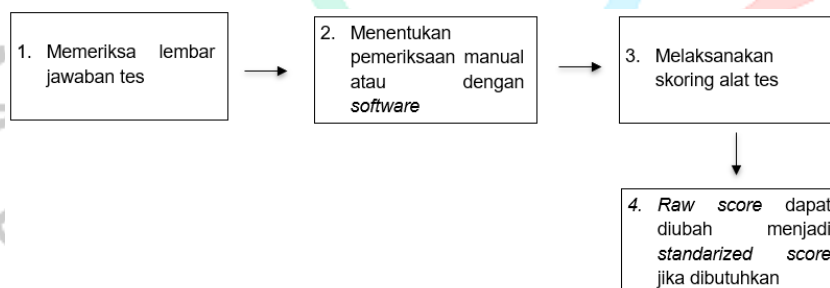 1. Memeriksa lembar
jawaban tes
2. Menentukan
pemeriksaan manual
atau dengan
software
3. Melaksanakan
skoring alat tes
4. Raw score dapat
diubah menjadi
standarized score
jika dibutuhkan